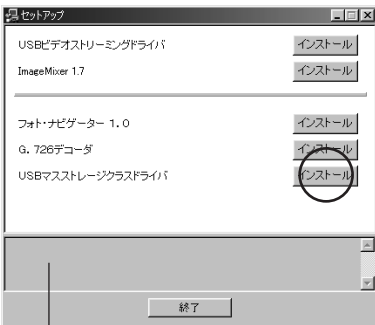 セットアップ
USBビデオストリーミングドライバ インストール
ImageMixer 1.7 インストール
フォト・ナビゲーター 1.0 インストール
G.726デコーダ インストール
USBマスストレージクラスドライバ インストール
終了